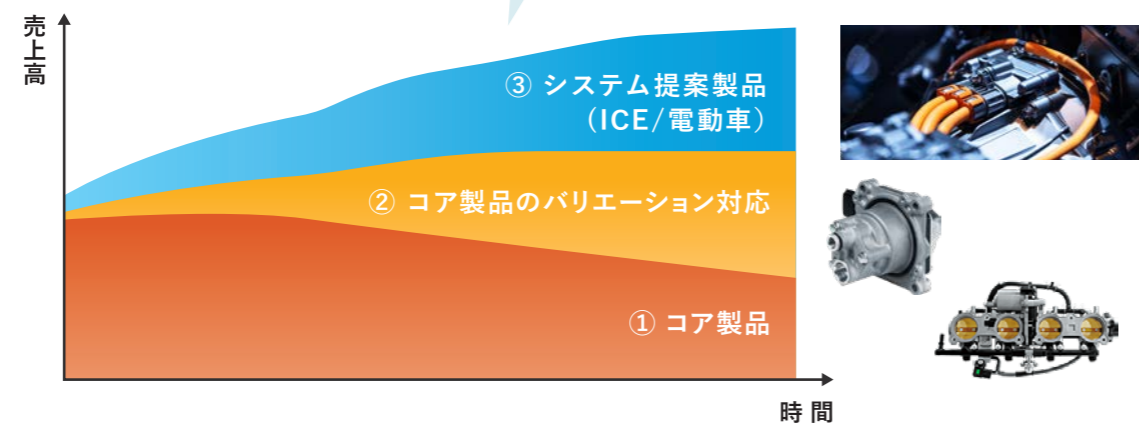 売上高
③ システム提案製品
（ICE/電動車）
② コア製品のバリエーション対応
① コア製品
時間